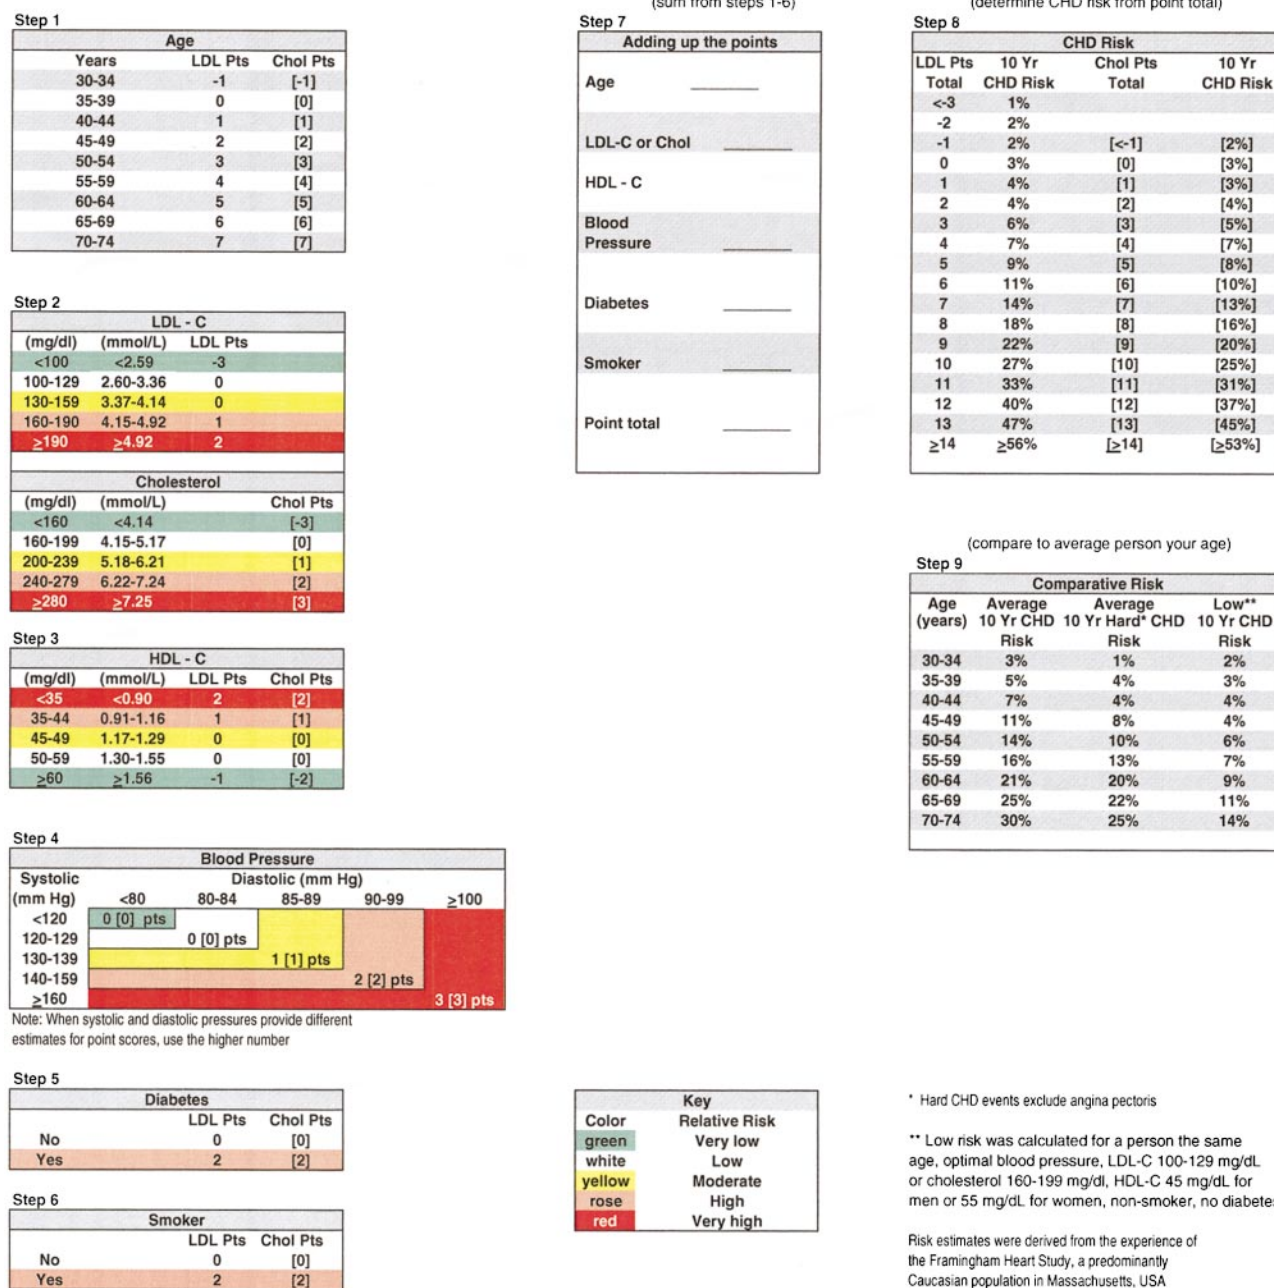 (sum from steps 1-6)
(determine CHD risk from point total)
Step 1
Age
Years LDL Pts Chol Pts
30-34 -1 [-1]
35-39 0 [0]
40-44 1 [1]
45-49 2 [2]
50-54 3 [3]
55-59 4 [4]
60-64 5 [5]
65-69 6 [6]
70-74 7 [7]
Step 2
LDL - C
(mg/dl) (mmol/L) LDL Pts
<100 <2.59 -3
100-129 2.60-3.36 0
130-159 3.37-4.14 0
160-190 4.15-4.92 1
≥190 ≥4.92 2
Cholesterol
(mg/dl) (mmol/L) Chol Pts
<160 <4.14 [-3]
160-199 4.15-5.17 [0]
200-239 5.18-6.21 [1]
240-279 6.22-7.24 [2]
≥280 ≥7.25 [3]
Step 3
HDL - C
(mg/dl) (mmol/L) LDL Pts Chol Pts
<35 <0.90 2 [2]
35-44 0.91-1.16 1 [1]
45-49 1.17-1.29 0 [0]
50-59 1.30-1.55 0 [0]
≥60 ≥1.56 -1 [-2]
Step 4
Blood Pressure
Systolic Diastolic (mm Hg)
(mm Hg) <80 80-84 85-89 90-99 ≥100
<120 0 [0] pts
120-129 0 [0] pts
130-139 1 [1] pts
140-159 2 [2] pts
≥160 3 [3] pts
Note: When systolic and diastolic pressures provide different
estimates for point scores, use the higher number
Step 5
Diabetes
LDL Pts Chol Pts
No 0 [0]
Yes 2 [2]
Step 6
Smoker
LDL Pts Chol Pts
No 0 [0]
Yes 2 [2]
Step 7
Adding up the points
Age
LDL-C or Chol
HDL - C
Blood
Pressure
Diabetes
Smoker
Point total
Key
Color Relative Risk
green Very low
white Low
yellow Moderate
rose High
red Very high
Step 8
CHD Risk
LDL Pts 10 Yr Chol Pts 10 Yr
Total CHD Risk Total CHD Risk
<-3 1%
-2 2%
-1 2% [<-1] [2%]
0 3% [0] [3%]
1 4% [1] [3%]
2 4% [2] [4%]
3 6% [3] [5%]
4 7% [4] [7%]
5 9% [5] [8%]
6 11% [6] [10%]
7 14% [7] [13%]
8 18% [8] [16%]
9 22% [9] [20%]
10 27% [10] [25%]
11 33% [11] [31%]
12 40% [12] [37%]
13 47% [13] [45%]
≥14 ≥56% [≥14] [≥53%]
(compare to average person your age)
Step 9
Comparative Risk
Age Average Average Low**
(years) 10 Yr CHD 10 Yr Hard* CHD 10 Yr CHD
Risk Risk Risk
30-34 3% 1% 2%
35-39 5% 4% 3%
40-44 7% 4% 4%
45-49 11% 8% 4%
50-54 14% 10% 6%
55-59 16% 13% 7%
60-64 21% 20% 9%
65-69 25% 22% 11%
70-74 30% 25% 14%
* Hard CHD events exclude angina pectoris
** Low risk was calculated for a person the same
age, optimal blood pressure, LDL-C 100-129 mg/dL
or cholesterol 160-199 mg/dl, HDL-C 45 mg/dL for
men or 55 mg/dL for women, non-smoker, no diabetes
Risk estimates were derived from the experience of
the Framingham Heart Study, a predominantly
Caucasian population in Massachusetts, USA